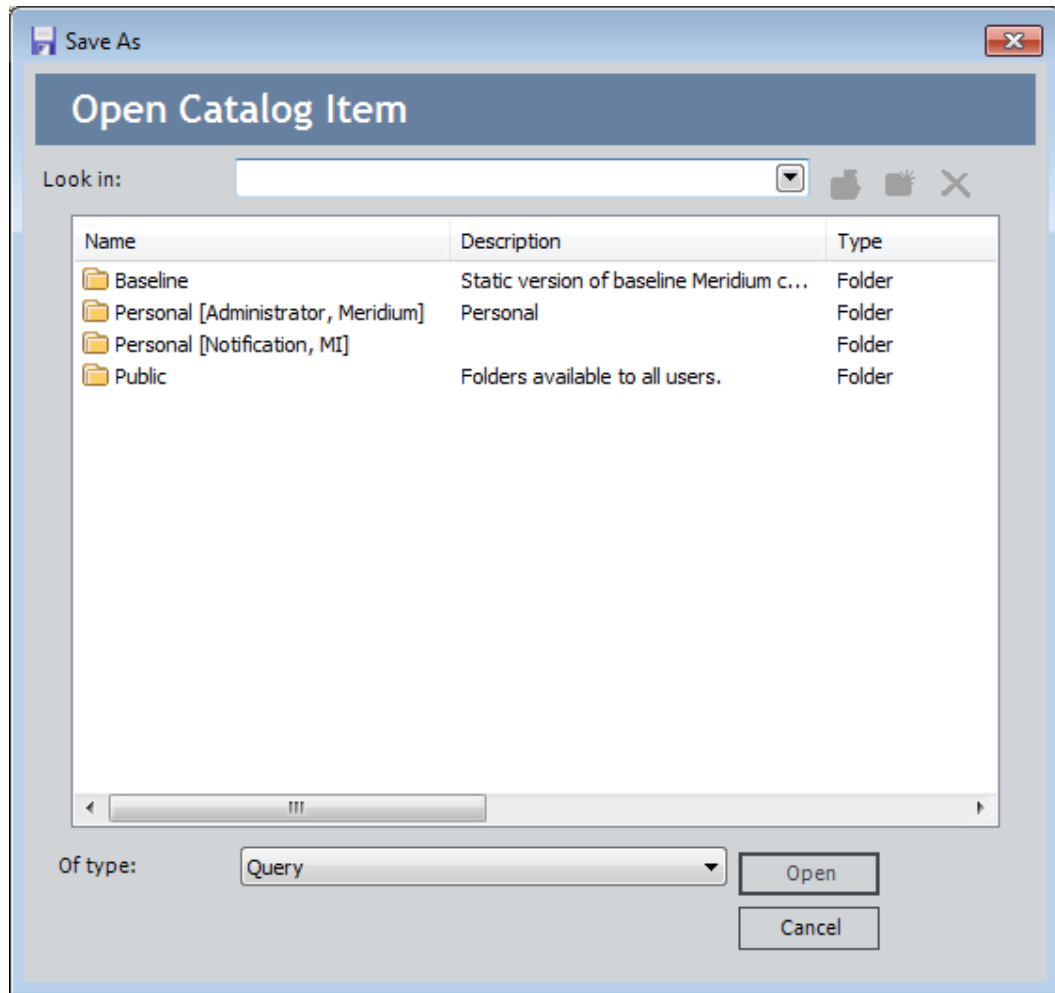 Save As
Open Catalog Item
Look in:
Name Description Type
Baseline Static version of baseline Meridium c... Folder
Personal [Administrator, Meridium] Personal Folder
Personal [Notification, MI] Folder
Public Folders available to all users. Folder
Of type: Query Open
Cancel